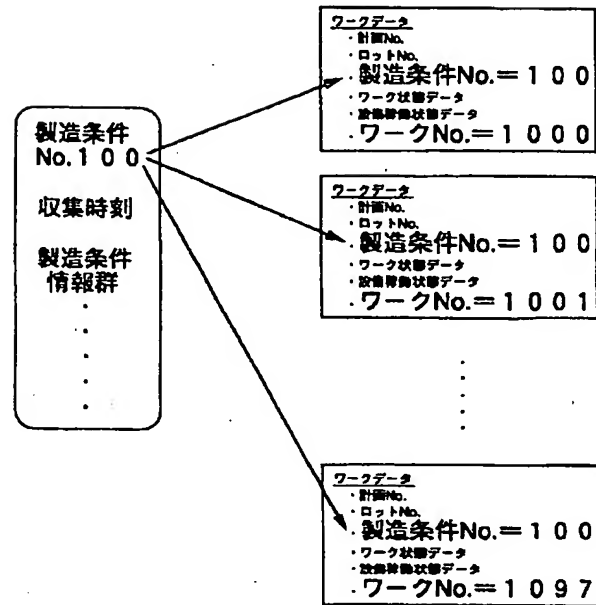 製造条件
No.100
収集時刻
製造条件
情報群
ワークデータ
・計画No.
・ロットNo.
・製造条件No.=100
・ワーク状態データ
・設備稼動状態データ
・ワークNo.=1000
ワークデータ
・計画No.
・ロットNo.
・製造条件No.=100
・ワーク状態データ
・設備稼動状態データ
・ワークNo.=1001
ワークデータ
・計画No.
・ロットNo.
・製造条件No.=100
・ワーク状態データ
・設備稼動状態データ
・ワークNo.=1097